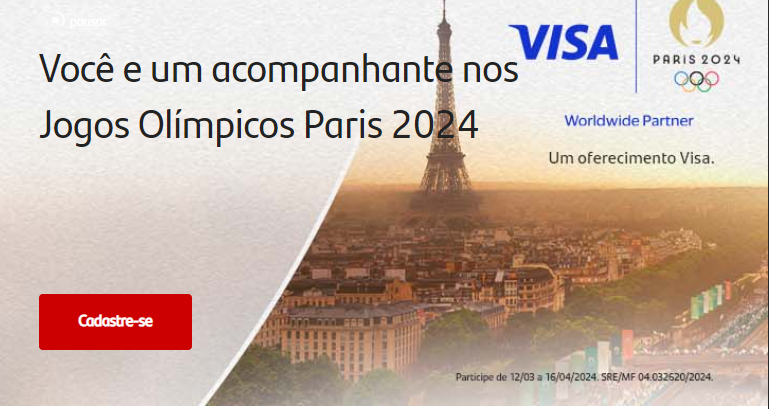 pausar
Você e um acompanhante nos
Jogos Olímpicos Paris 2024
VISA
PARIS 2024
Worldwide Partner
Um oferecimento Visa.
Cadastre-se
Participe de 12/03 a 16/04/2024. SRE/MF 04.032620/2024.